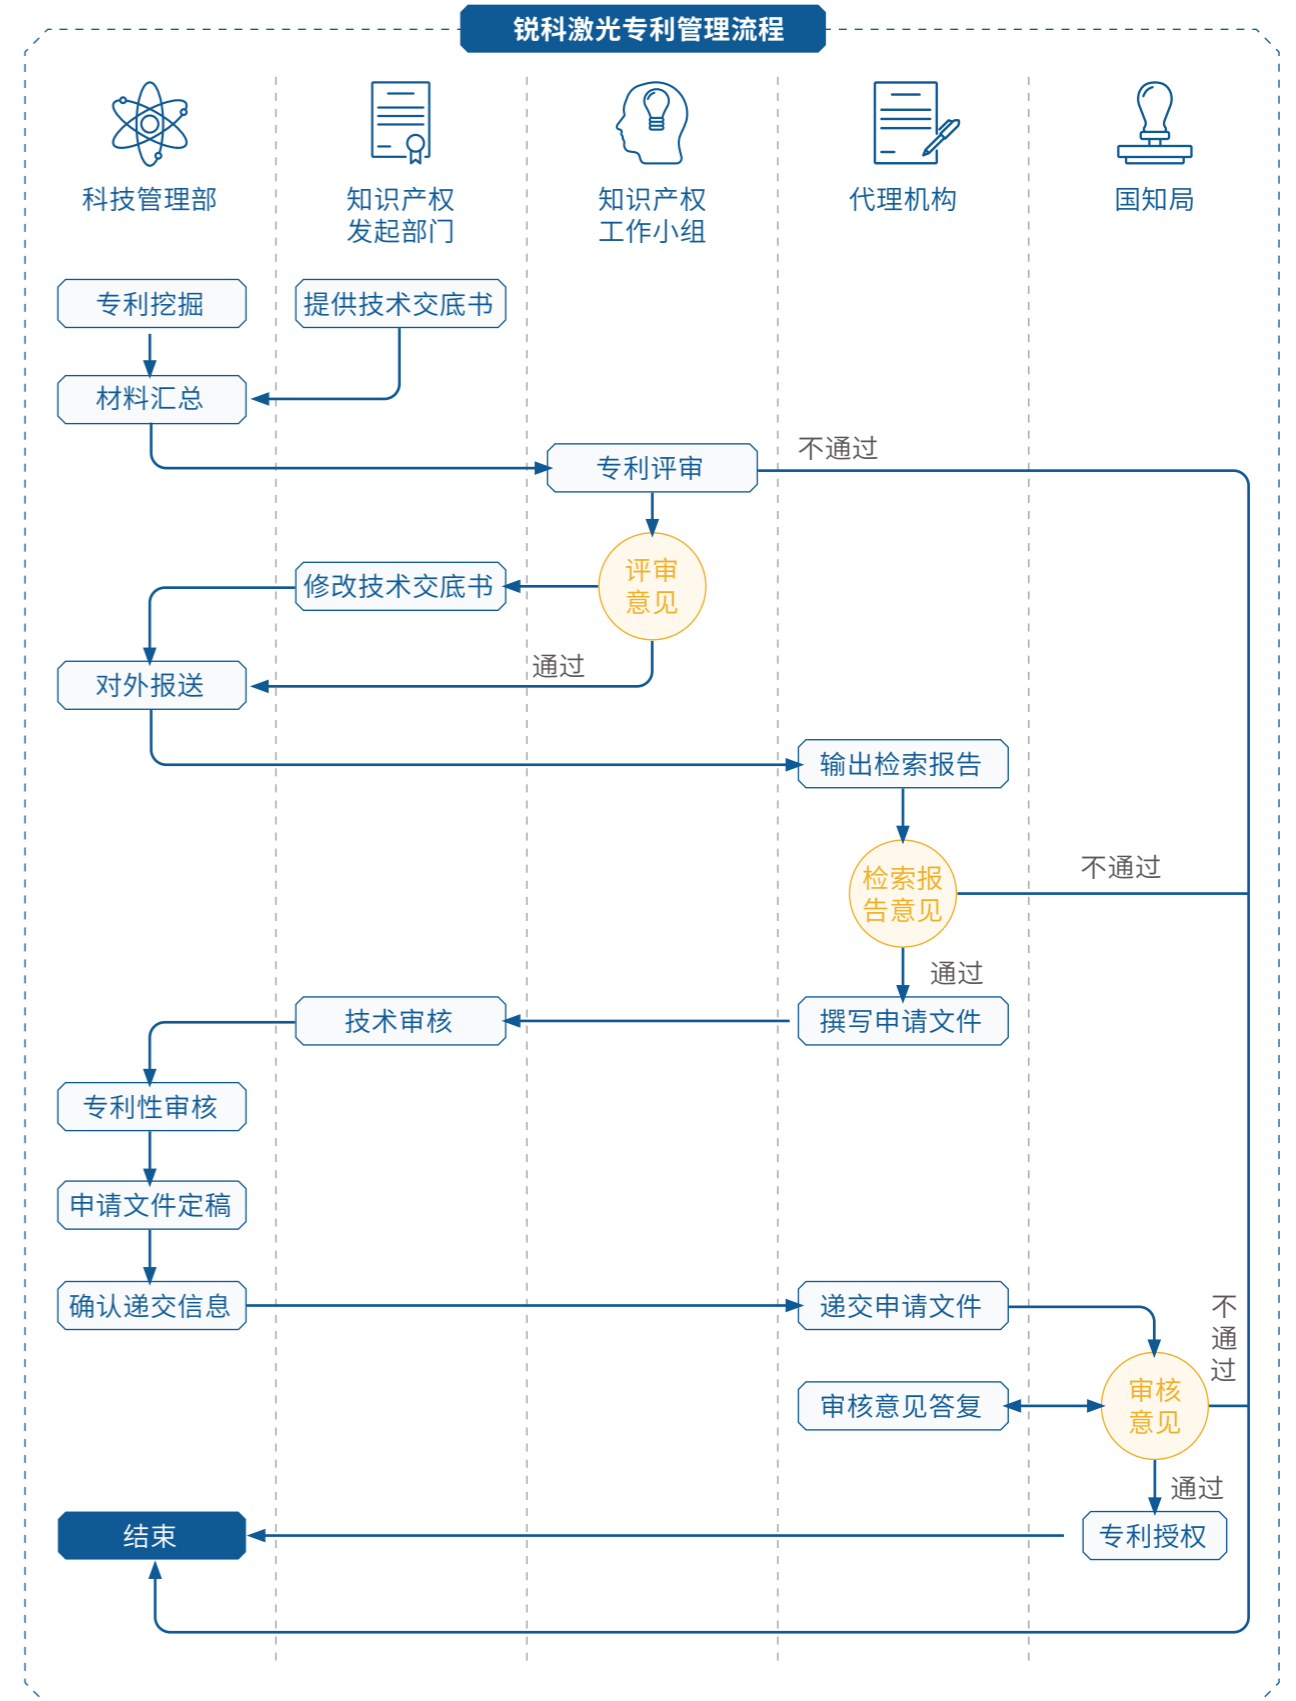 锐科激光专利管理流程
科技管理部
知识产权
发起部门
知识产权
工作小组
代理机构
国知局
专利挖掘
提供技术交底书
材料汇总
不通过
专利评审
评审
意见
修改技术交底书
通过
对外报送
输出检索报告
不通过
检索报
告意见
通过
技术审核
撰写申请文件
专利性审核
申请文件定稿
确认递交信息
递交申请文件
不
通
过
审核意见答复
审核
意见
通过
结束
专利授权